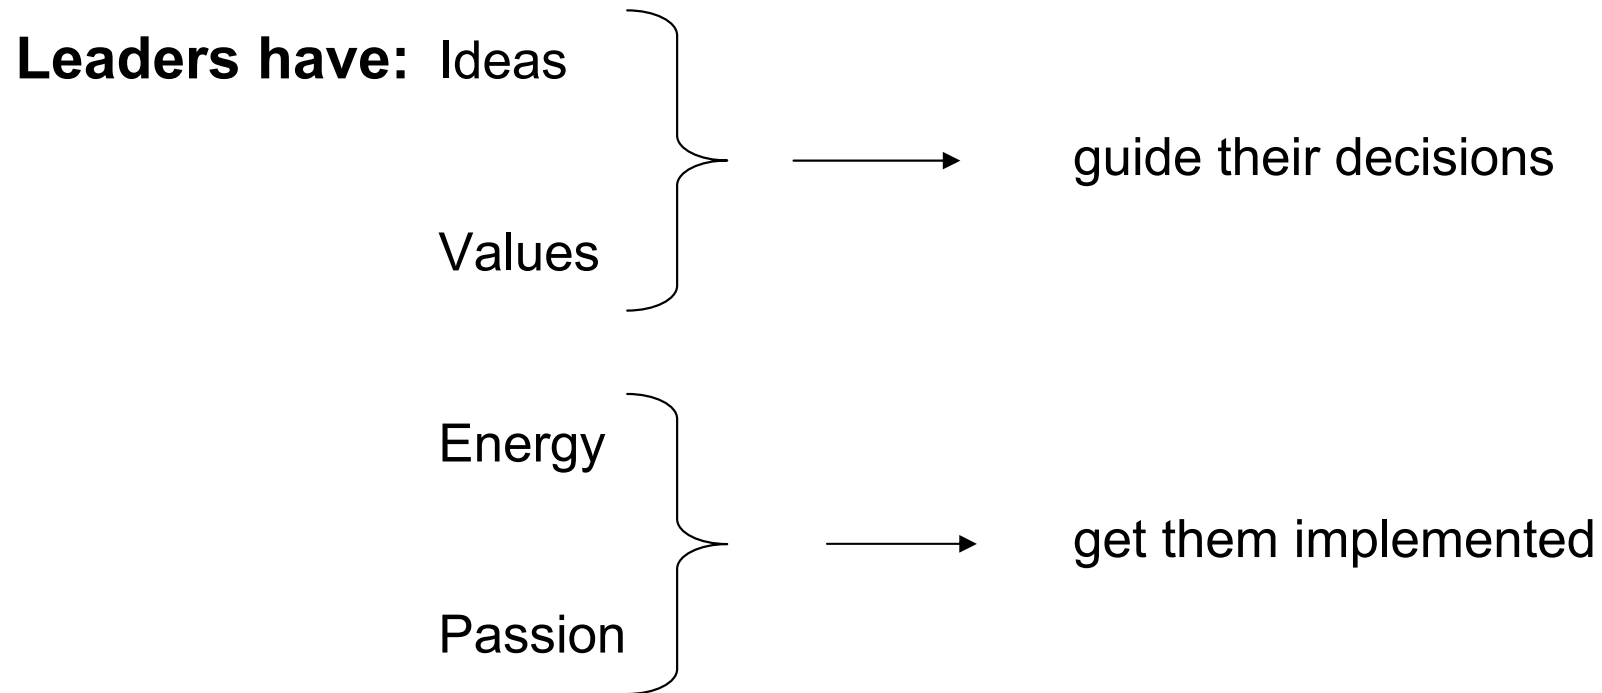 Leaders have: Ideas
guide their decisions
Values
Energy
get them implemented
Passion